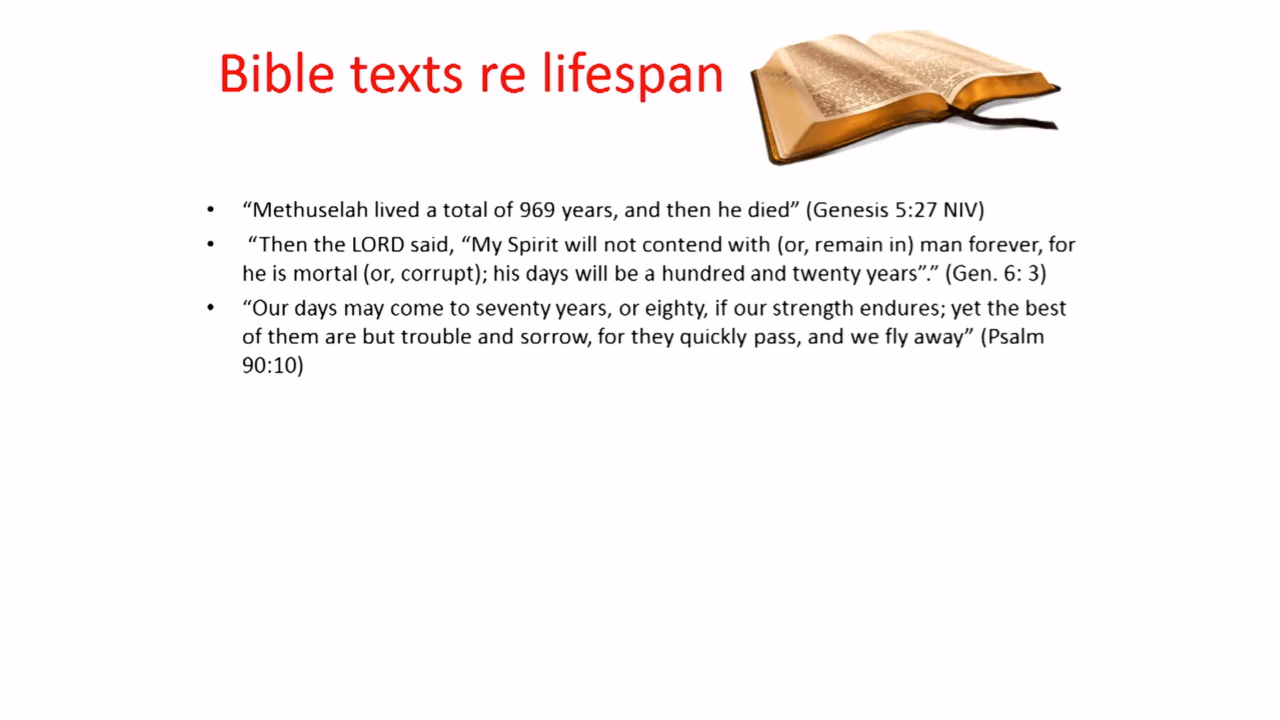 Bible texts re lifespan
• “Methuselah lived a total of 969 years, and then he died” (Genesis 5:27 NIV)
• “Then the LORD said, “My Spirit will not contend with (or, remain in) man forever, for
he is mortal (or, corrupt); his days will be a hundred and twenty years”.” (Gen. 6: 3)
• “Our days may come to seventy years, or eighty, if our strength endures; yet the best
of them are but trouble and sorrow, for they quickly pass, and we fly away” (Psalm
90:10)